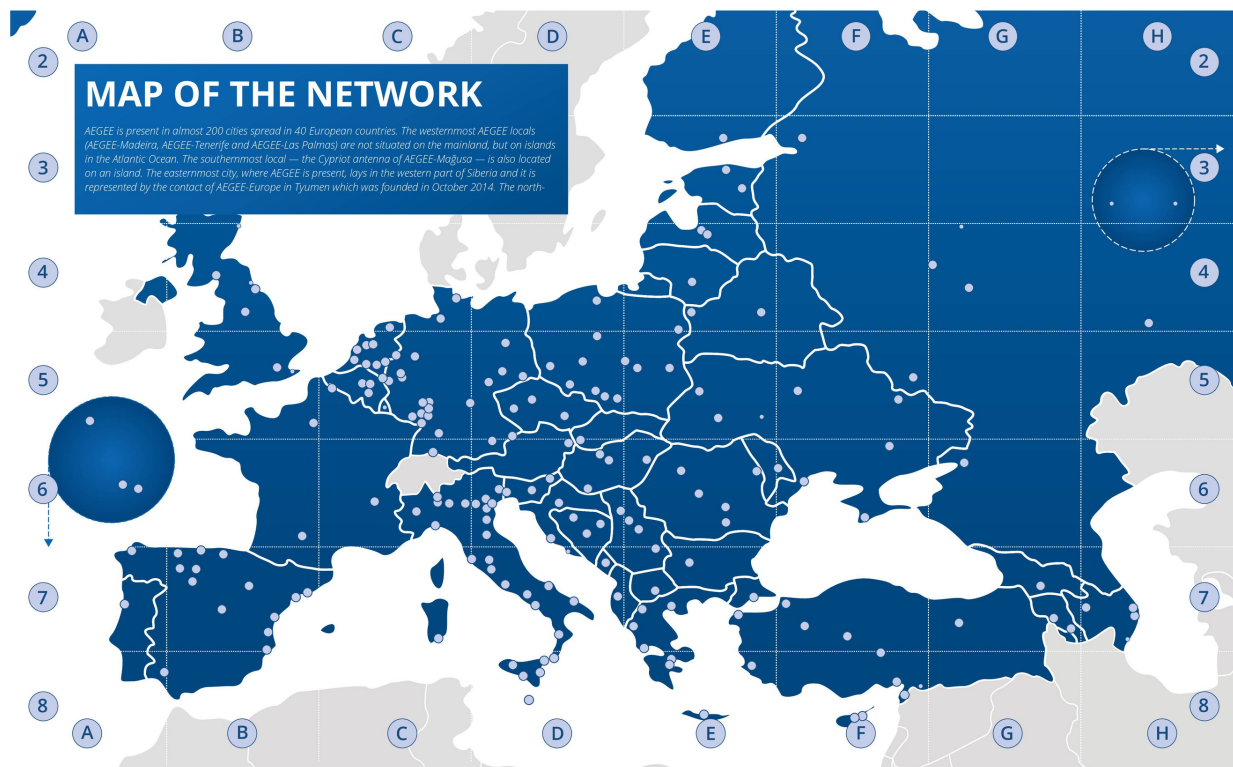 A B C D E F G H
2 2
MAP OF THE NETWORK
AEGEE is present in almost 200 cities spread in 40 European countries. The westernmost AEGEE locals
(AEGEE-Madeira, AEGEE-Tenerife and AEGEE-Las Palmas) are not situated on the mainland, but on islands
in the Atlantic Ocean. The southernmost local — the Cypriot antenna of AEGEE-Mağusa — is also located
on an island. The easternmost city, where AEGEE is present, lays in the western part of Siberia and it is
represented by the contact of AEGEE-Europe in Tyumen which was founded in October 2014. The north-
3 3
4 4
5 5
6 6
7 7
8 8
A B C D E F G H